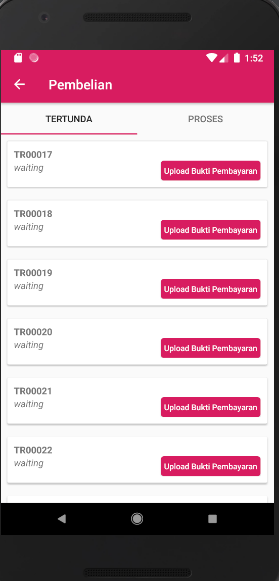 1:52
Pembelian
TERTUNDA
PROSES
TR00017
waiting
Upload Bukti Pembayaran
TR00018
waiting
Upload Bukti Pembayaran
TR00019
waiting
Upload Bukti Pembayaran
TR00020
waiting
Upload Bukti Pembayaran
TR00021
waiting
Upload Bukti Pembayaran
TR00022
waiting
Upload Bukti Pembayaran